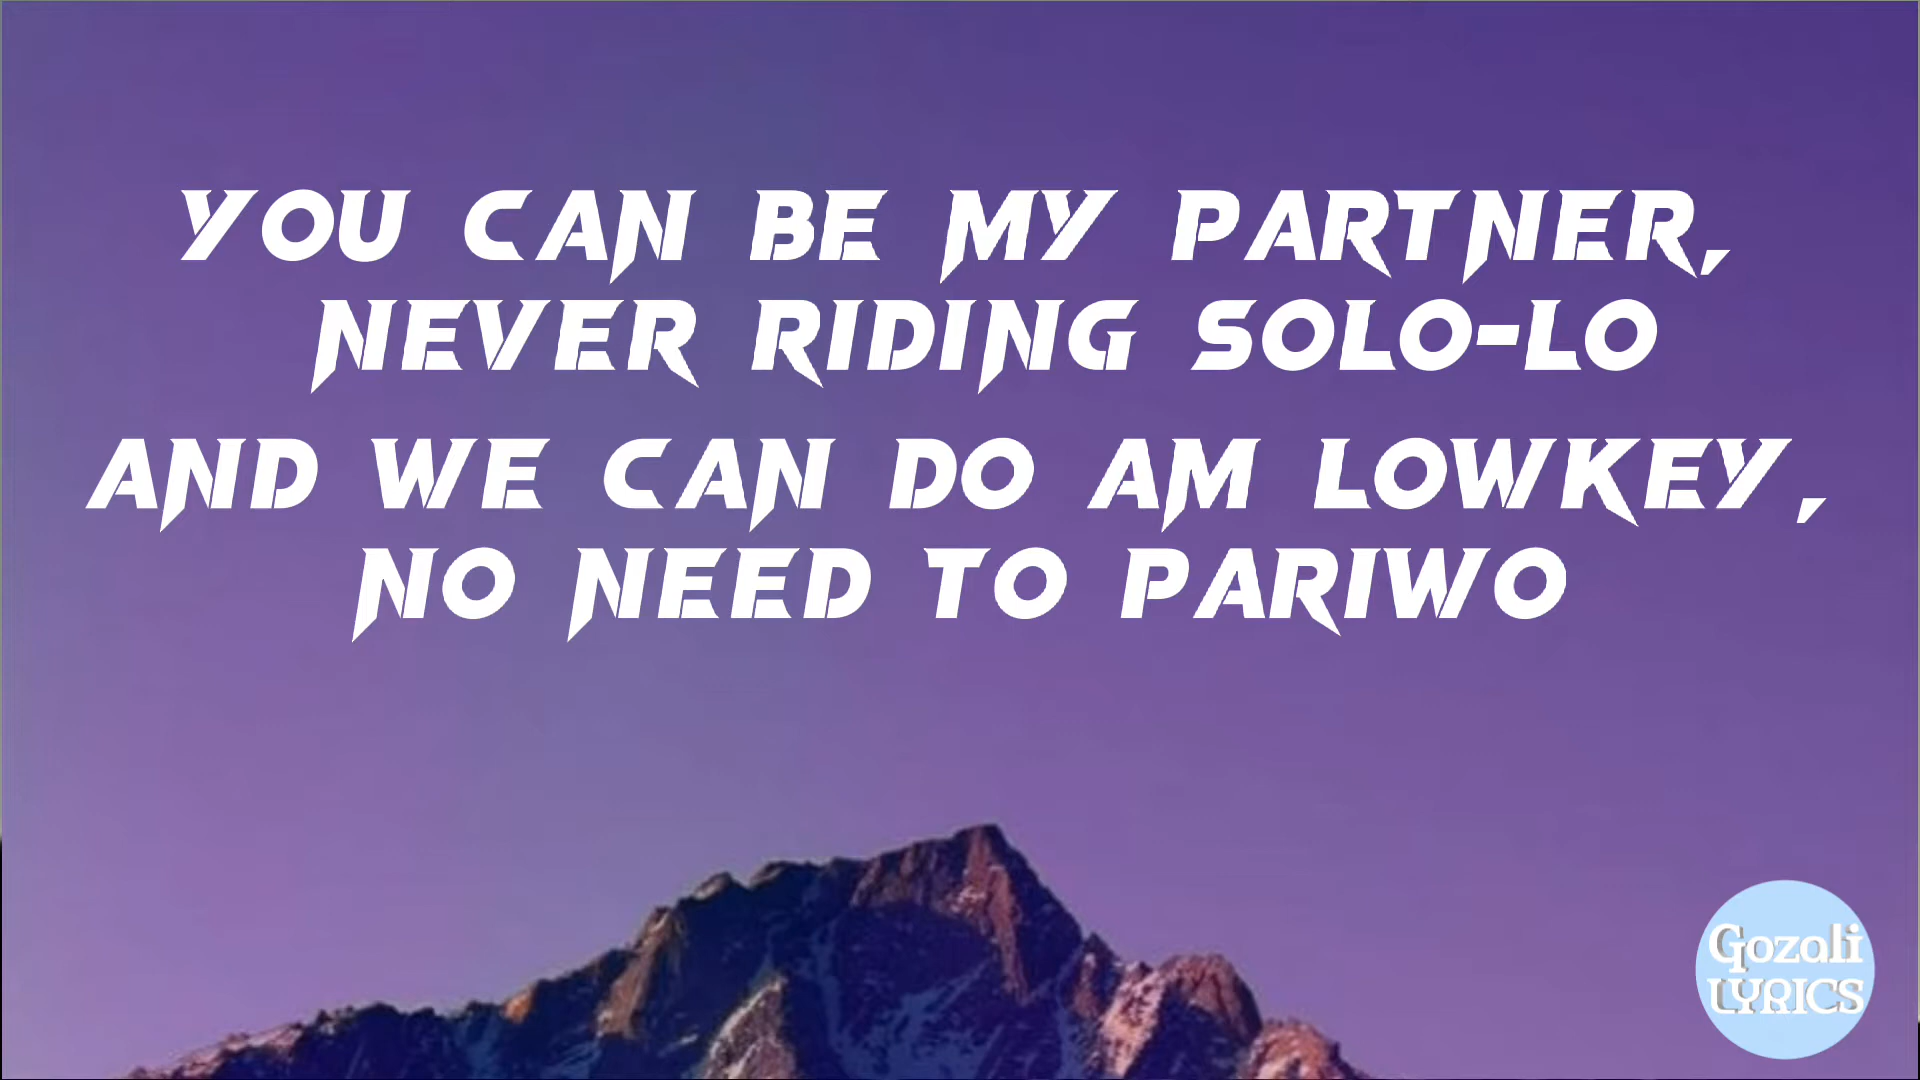 YOU CAN BE MY PARTNER,
NEVER RIDING SOLO-LO
AND WE CAN DO AM LOWKEY,
NO NEED TO PARIWO
Gozali
LYRICS